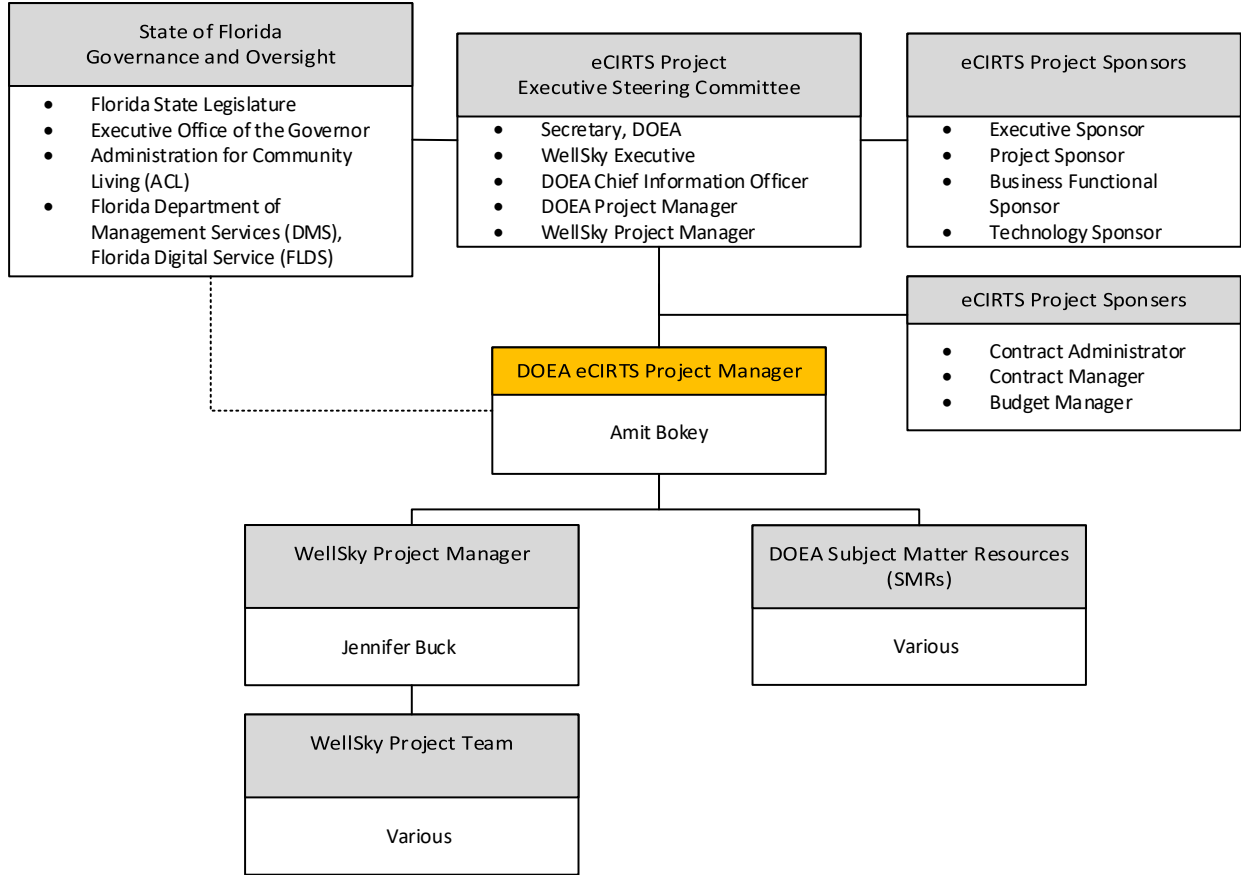 State of Florida
Governance and Oversight
• Florida State Legislature
• Executive Office of the Governor
• Administration for Community
Living (ACL)
• Florida Department of
Management Services (DMS),
Florida Digital Service (FLDS)
eCIRTS Project
Executive Steering Committee
• Secretary, DOEA
• WellSky Executive
• DOEA Chief Information Officer
• DOEA Project Manager
• WellSky Project Manager
eCIRTS Project Sponsors
• Executive Sponsor
• Project Sponsor
• Business Functional
Sponsor
• Technology Sponsor
eCIRTS Project Sponsers
• Contract Administrator
• Contract Manager
• Budget Manager
DOEA eCIRTS Project Manager
Amit Bokey
WellSky Project Manager
Jennifer Buck
DOEA Subject Matter Resources
(SMRs)
Various
WellSky Project Team
Various